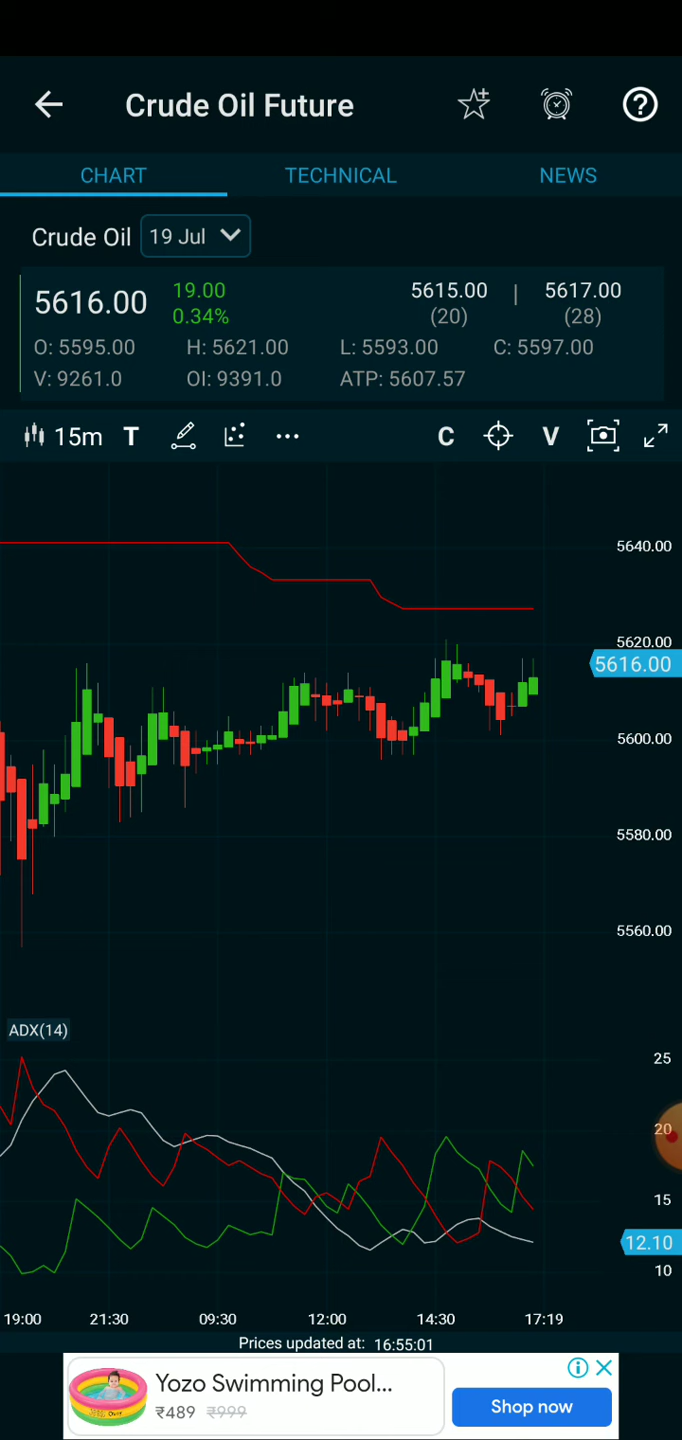 Crude Oil Future
CHART TECHNICAL NEWS
Crude Oil 19 Jul
5616.00 19.00 5615.00 | 5617.00
0.34% (20) (28)
O: 5595.00 H: 5621.00 L: 5593.00 C: 5597.00
V: 9261.0 OI: 9391.0 ATP: 5607.57
15m T ... C V
5640.00
5620.00
5616.00
5600.00
5580.00
5560.00
ADX(14)
25
20
15
12.10
10
19:00 21:30 09:30 12:00 14:30 17:19
Prices updated at: 16:55:01
Yozo Swimming Pool...
₹489 ₹999
Shop now